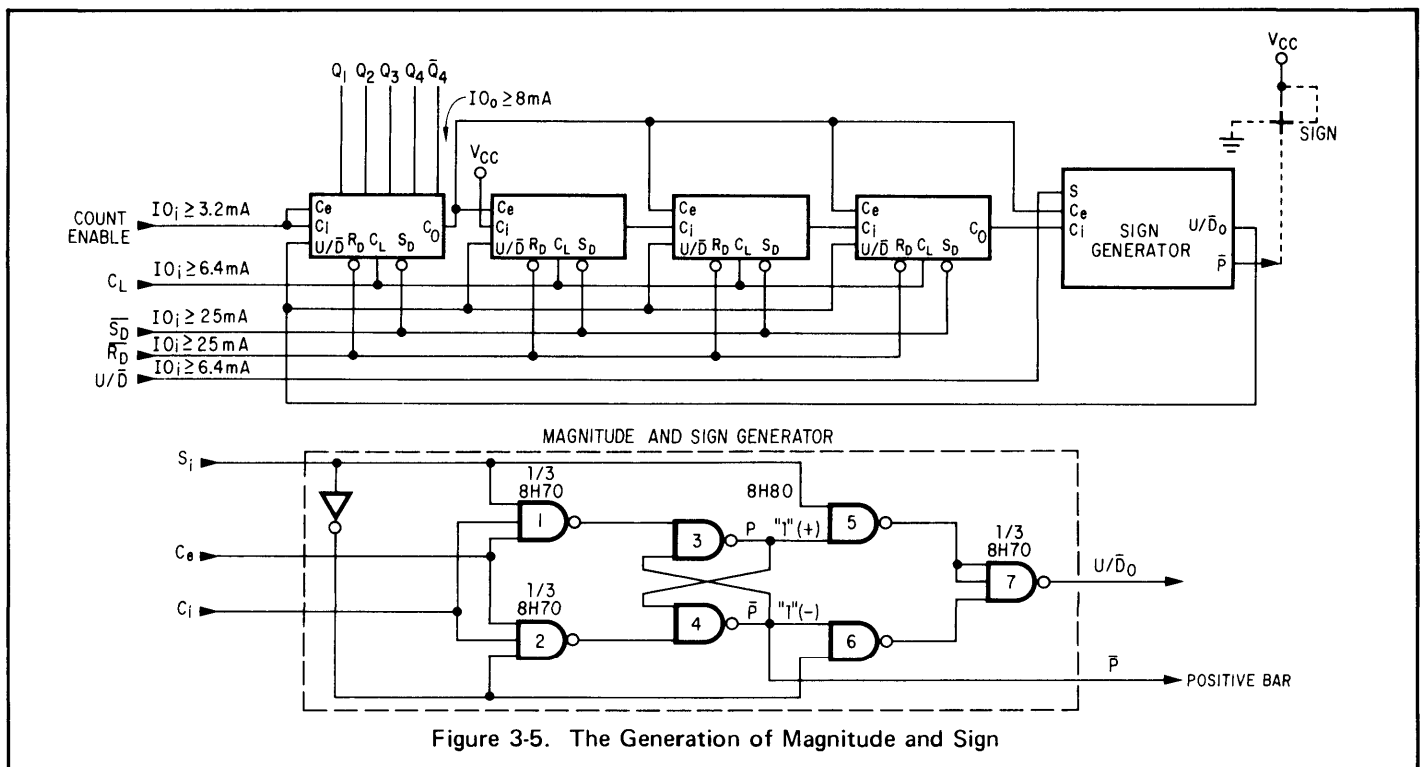 Q1 Q2 Q3 Q4 Q̄4
IO₀ ≥ 8mA
VCC
VCC
SIGN
COUNT ENABLE
IOi ≥ 3.2mA
Ce
Ci
U/D̄ RD CL SD
CO
Ce
Ci
U/D̄ RD CL SD
Ce
Ci
U/D̄ RD CL SD
Ce
Ci
U/D̄ RD CL SD
CO
S
Ce
Ci
SIGN GENERATOR
U/D̄O
P̄
CL
IOi ≥ 6.4mA
S̄D
IOi ≥ 25mA
R̄D
IOi ≥ 25mA
U/D̄
IOi ≥ 6.4mA
MAGNITUDE AND SIGN GENERATOR
Si
Ce
Ci
1/3
8H70
1
1/3
8H70
2
3
P "1"(+)
4
P̄ "1"(-)
8H80
5
6
1/3
8H70
7
U/D̄O
P̄
POSITIVE BAR
Figure 3-5. The Generation of Magnitude and Sign